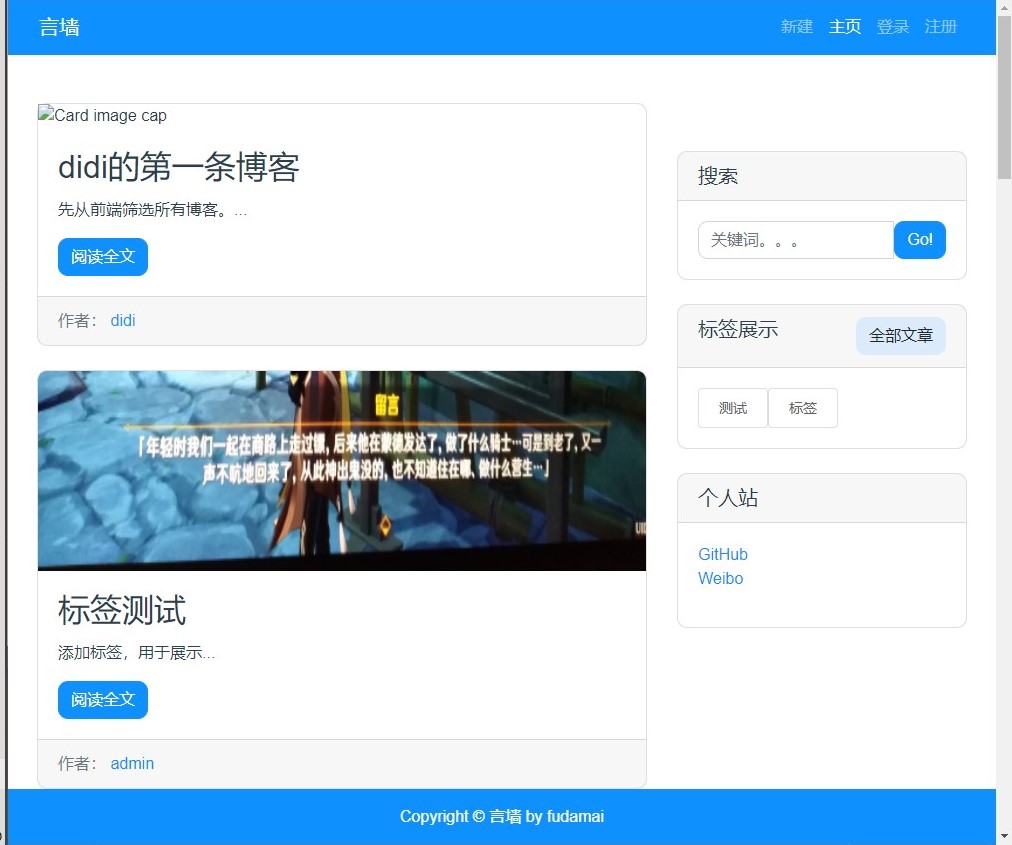 言墙
新建 主页 登录 注册
Card image cap
didi的第一条博客
先从前端筛选所有博客。...
阅读全文
作者： didi
留言
「年轻时我们一起在商路上走过镖，后来他在蒙德发达了，做了什么骑士…可是到老了，又一
声不吭地回来了，从此神出鬼没的，也不知道住在哪、做什么营生…」
标签测试
添加标签，用于展示...
阅读全文
作者： admin
搜索
关键词。。。 Go!
标签展示 全部文章
测试 标签
个人站
GitHub
Weibo
Copyright © 言墙 by fudamai